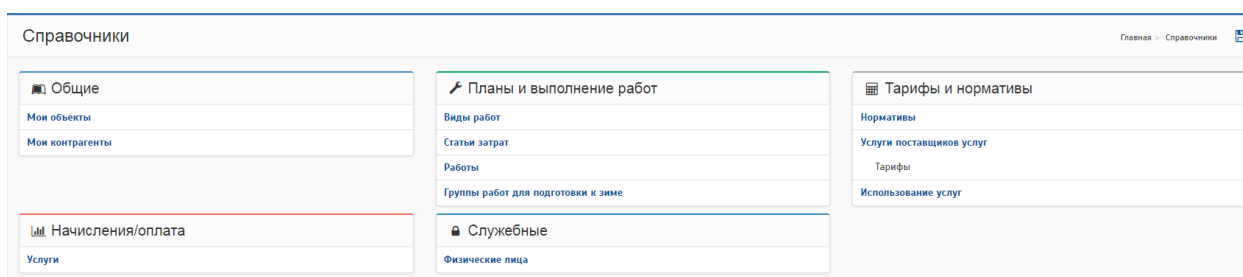 Справочники
Главная > Справочники
Общие
Мои объекты
Мои контрагенты
Планы и выполнение работ
Виды работ
Статьи затрат
Работы
Группы работ для подготовки к зиме
Тарифы и нормативы
Нормативы
Услуги поставщиков услуг
Тарифы
Использование услуг
Начисления/оплата
Услуги
Служебные
Физические лица